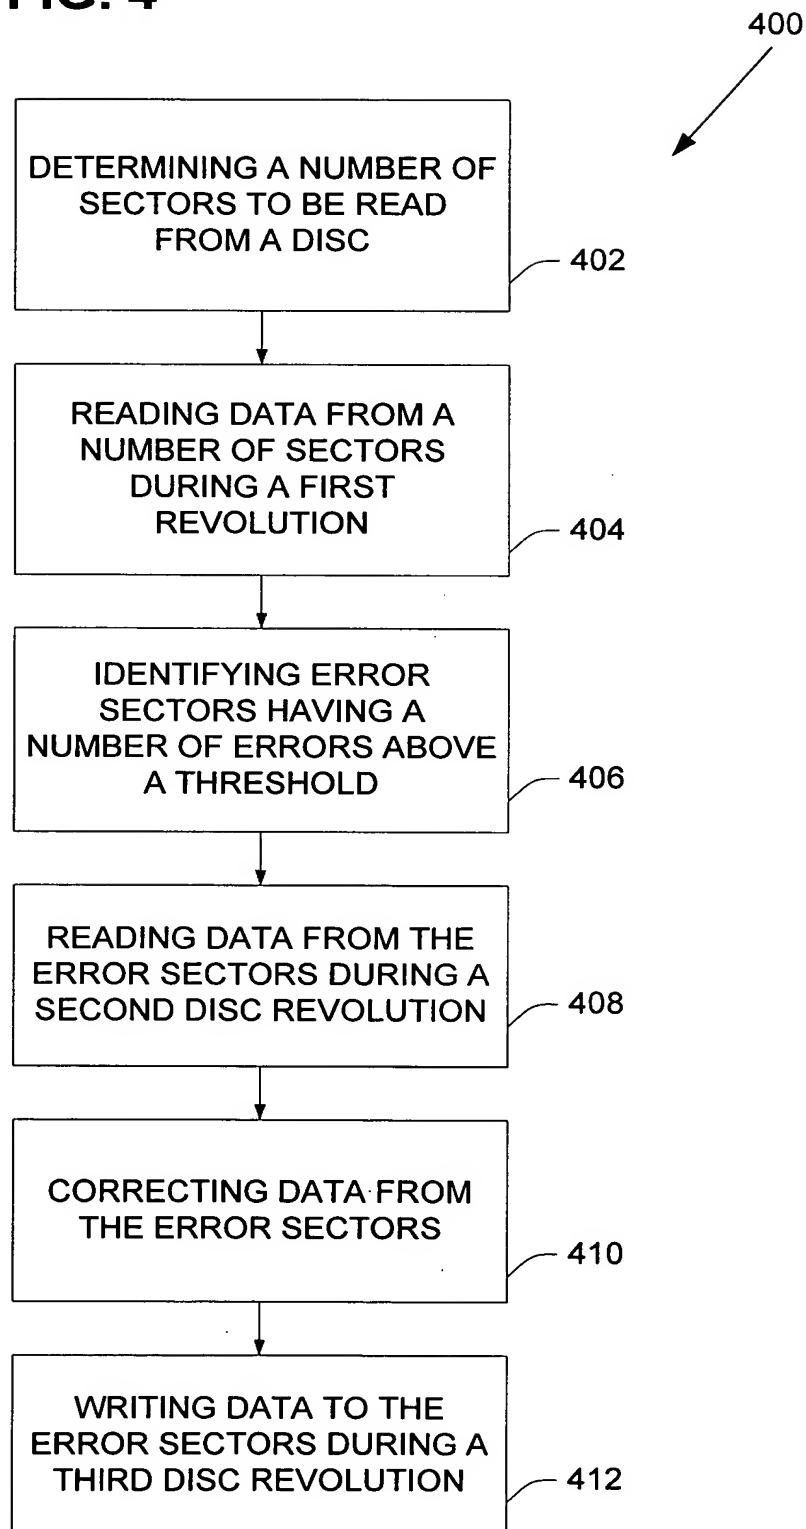 FIG. 4
400
DETERMINING A NUMBER OF
SECTORS TO BE READ
FROM A DISC
402
READING DATA FROM A
NUMBER OF SECTORS
DURING A FIRST
REVOLUTION
404
IDENTIFYING ERROR
SECTORS HAVING A
NUMBER OF ERRORS ABOVE
A THRESHOLD
406
READING DATA FROM THE
ERROR SECTORS DURING A
SECOND DISC REVOLUTION
408
CORRECTING DATA FROM
THE ERROR SECTORS
410
WRITING DATA TO THE
ERROR SECTORS DURING A
THIRD DISC REVOLUTION
412